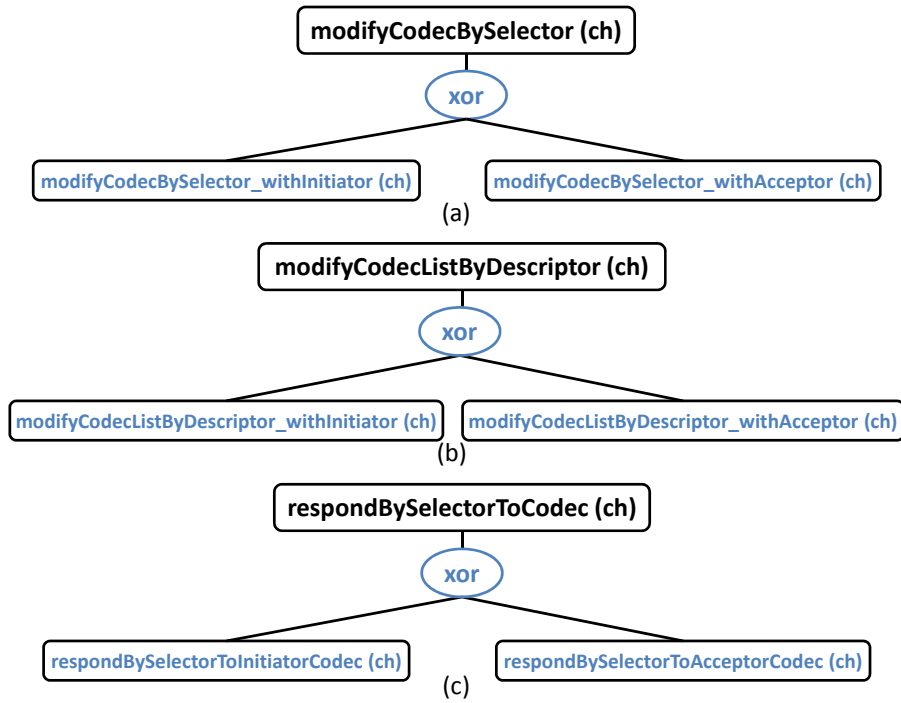 modifyCodecBySelector (ch)
xor
modifyCodecBySelector_withInitiator (ch)
modifyCodecBySelector_withAcceptor (ch)
(a)
modifyCodecListByDescriptor (ch)
xor
modifyCodecListByDescriptor_withInitiator (ch)
modifyCodecListByDescriptor_withAcceptor (ch)
(b)
respondBySelectorToCodec (ch)
xor
respondBySelectorToInitiatorCodec (ch)
respondBySelectorToAcceptorCodec (ch)
(c)